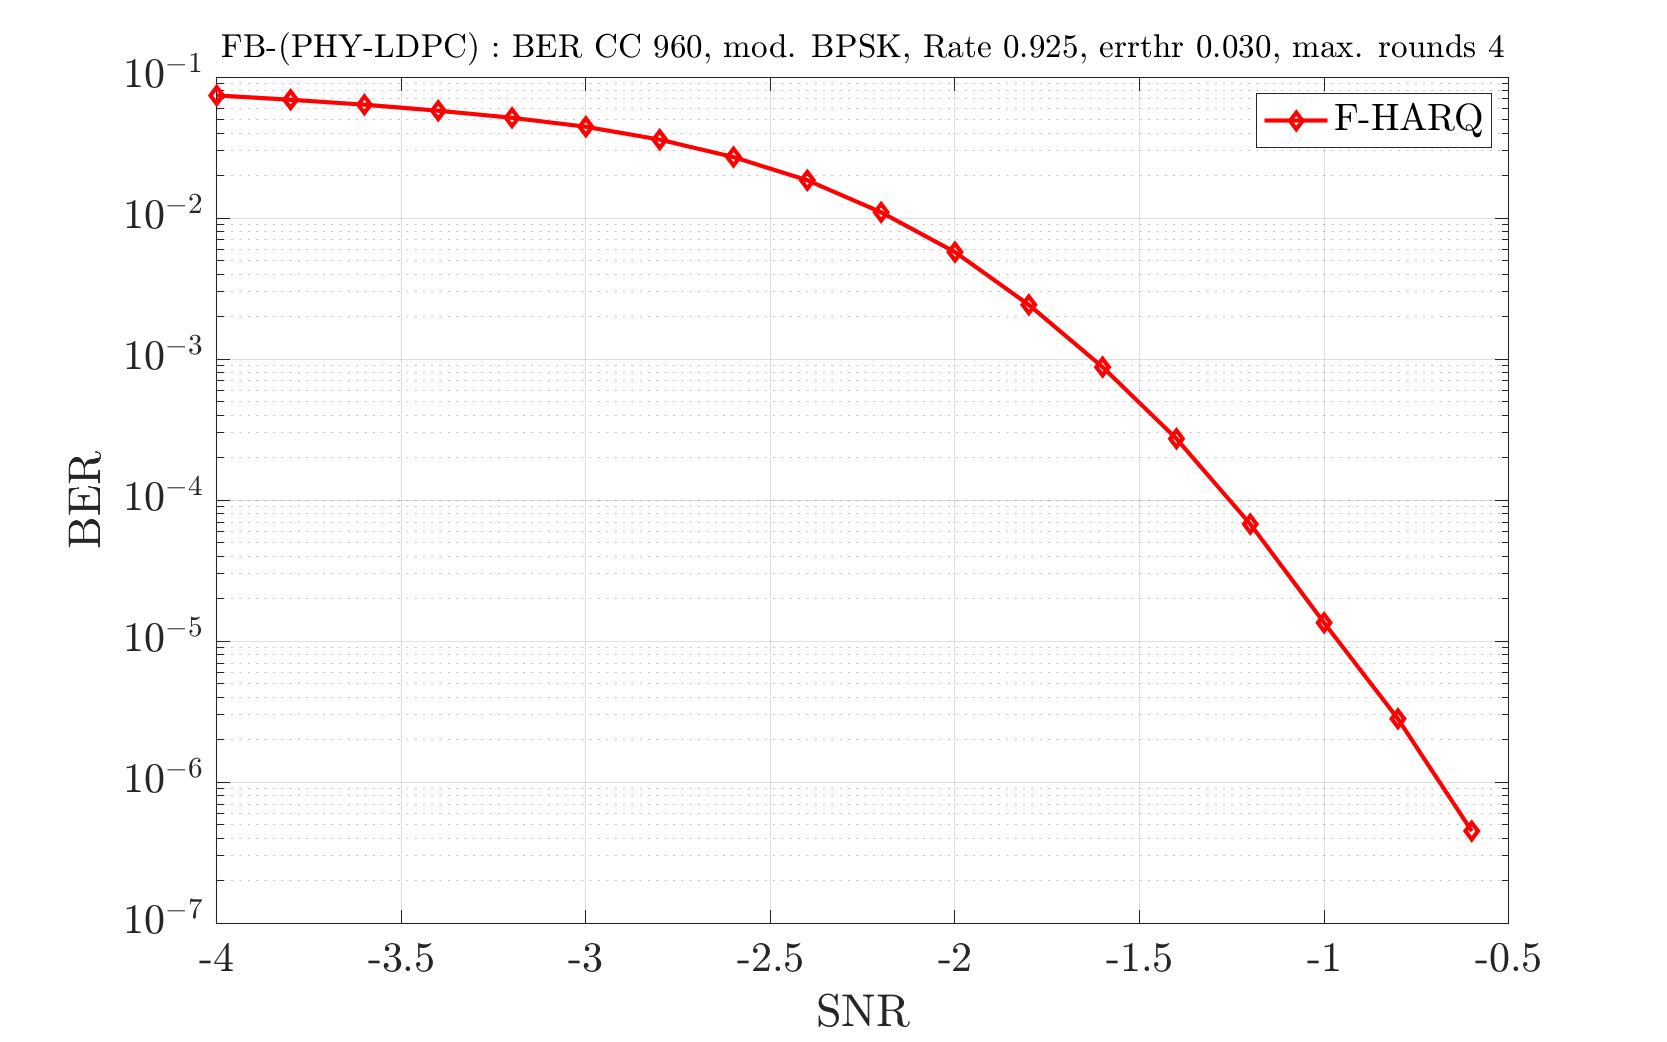 FB-(PHY-LDPC) : BER CC 960, mod. BPSK, Rate 0.925, errthr 0.030, max. rounds 4
F-HARQ
10^{-1}
10^{-2}
10^{-3}
10^{-4}
10^{-5}
10^{-6}
10^{-7}
BER
-4 -3.5 -3 -2.5 -2 -1.5 -1 -0.5
SNR